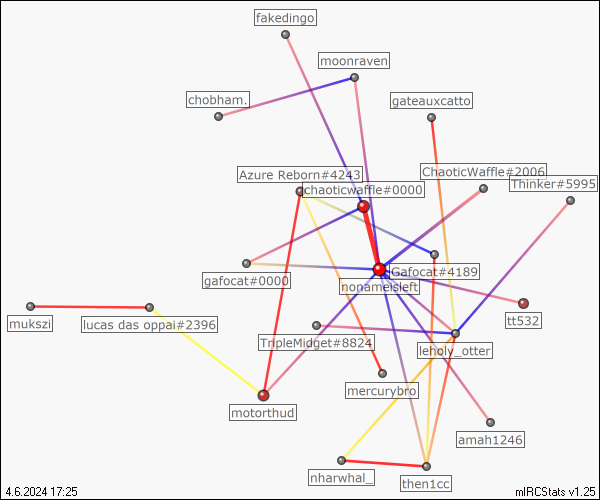 fakedingo
moonraven
chobham.
gateauxcatto
Azure Reborn#4243
ChaoticWaffle#2006
chaoticwaffle#0000
Thinker#5995
gafocat#0000
Gafocat#4189
nonameisleft
mukszi
lucas das oppai#2396
tt532
TripleMidget#8824
leholy_otter
mercurybro
motorthud
amah1246
nharwhal_
then1cc
4.6.2024 17:25
mIRCStats v1.25